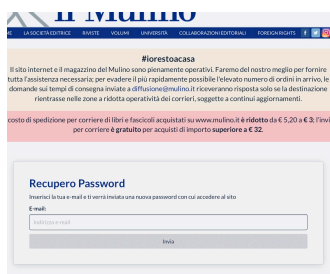 il Mulino
LA SOCIETÀ EDITRICE RIVISTE VOLUMI UNIVERSITÀ COLLABORAZIONI EDITORIALI FOREIGN RIGHTS
#iorestoacasa
Il sito internet e il magazzino del Mulino sono pienamente operativi. Faremo del nostro meglio per fornire
tutta l'assistenza necessaria; per evadere il più rapidamente possibile l'elevato numero di ordini in arrivo, le
domande sui tempi di consegna inviate a diffusione@mulino.it riceveranno risposta solo se la destinazione
rientrasse nelle zone a ridotta operatività dei corrieri, soggette a continui aggiornamenti.
costo di spedizione per corriere di libri e fascicoli acquistati su www.mulino.it è ridotto da € 5,20 a € 3; l'invi
per corriere è gratuito per acquisti di importo superiore a € 32.
Recupero Password
Inserisci la tua e-mail e ti verrà inviata una nuova password con cui accedere al sito
E-mail:
indirizzo e-mail
Invia